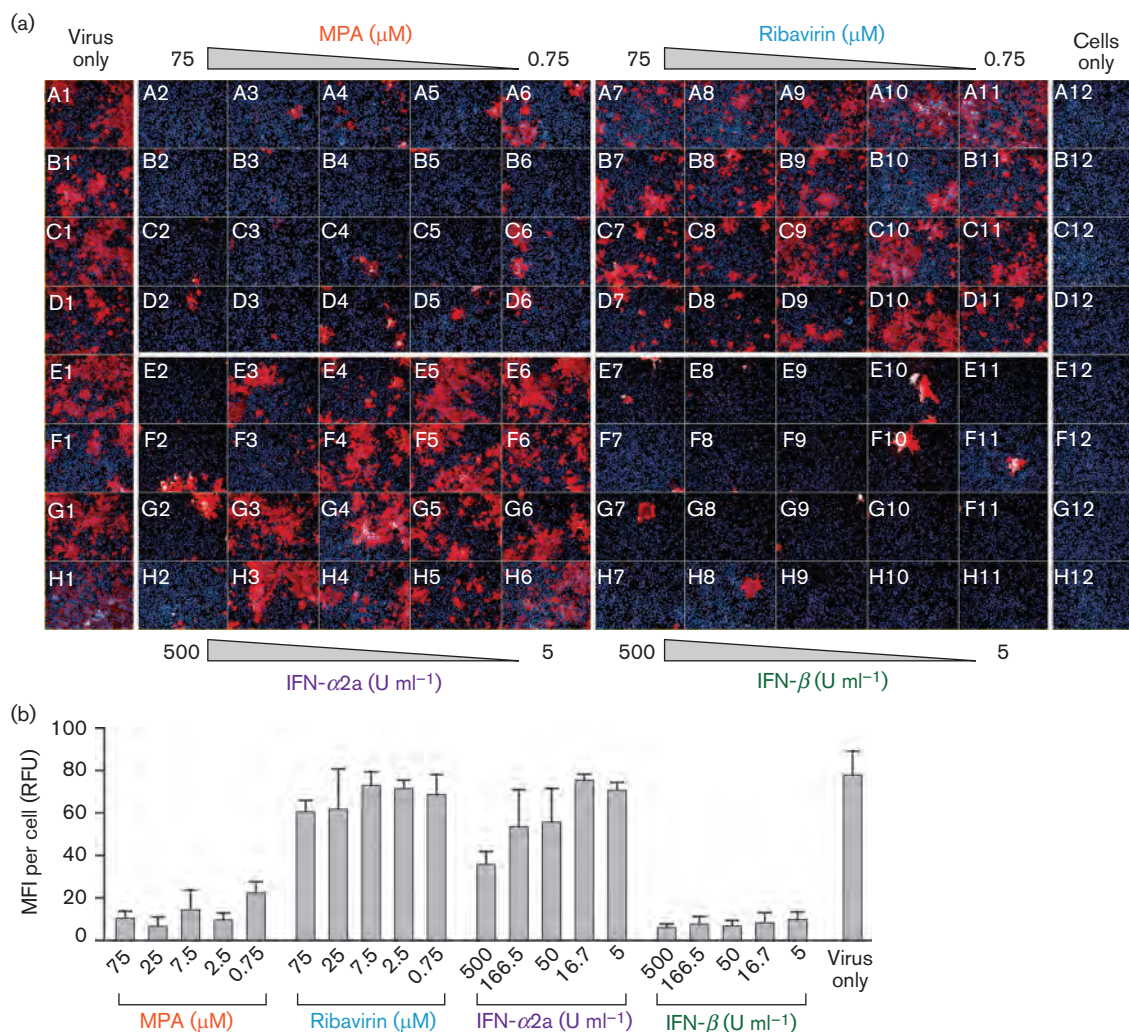 (a)
Virus only
MPA (μM)
75 0.75
Ribavirin (μM)
75 0.75
Cells only
A1 A2 A3 A4 A5 A6 A7 A8 A9 A10 A11 A12
B1 B2 B3 B4 B5 B6 B7 B8 B9 B10 B11 B12
C1 C2 C3 C4 C5 C6 C7 C8 C9 C10 C11 C12
D1 D2 D3 D4 D5 D6 D7 D8 D9 D10 D11 D12
E1 E2 E3 E4 E5 E6 E7 E8 E9 E10 E11 E12
F1 F2 F3 F4 F5 F6 F7 F8 F9 F10 F11 F12
G1 G2 G3 G4 G5 G6 G7 G8 G9 G10 F11 G12
H1 H2 H3 H4 H5 H6 H7 H8 H9 H10 H11 H12
500 5
IFN-α2a (U ml⁻¹)
500 5
IFN-β (U ml⁻¹)
(b)
MFI per cell (RFU)
100
80
60
40
20
0
75 25 7.5 2.5 0.75 75 25 7.5 2.5 0.75 500 166.5 50 16.7 5 500 166.5 50 16.7 5 Virus only
MPA (μM) Ribavirin (μM) IFN-α2a (U ml⁻¹) IFN-β (U ml⁻¹)